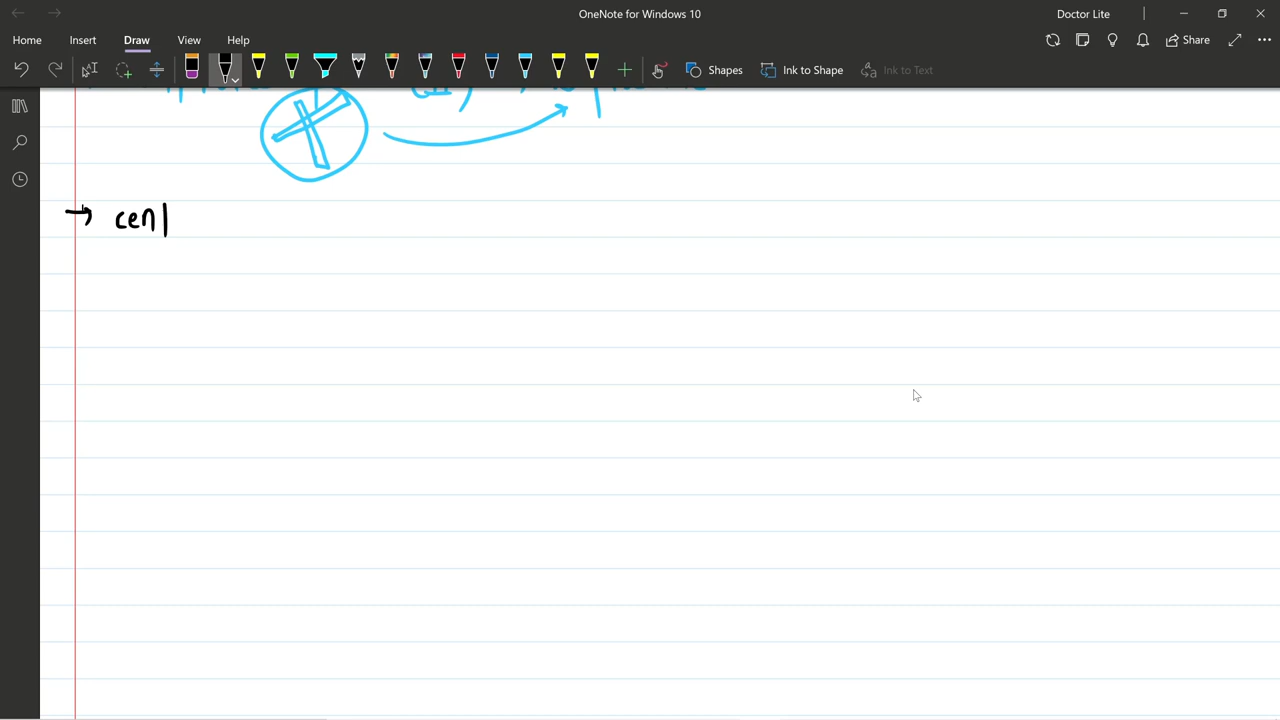 OneNote for Windows 10
Doctor Lite
Home Insert Draw View Help
Share
Shapes
Ink to Shape
Ink to Text
→ cen